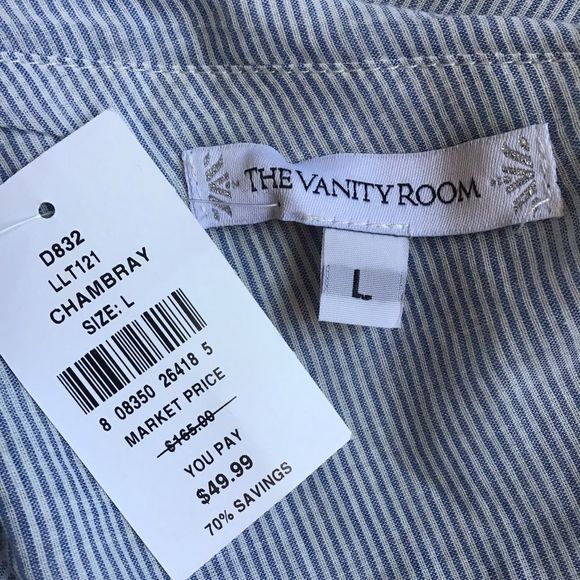 THE VANITY ROOM
L
D832
LLT121
CHAMBRAY
SIZE: L
8 08350 26418 5
MARKET PRICE
$165.00
YOU PAY
$49.99
70% SAVINGS